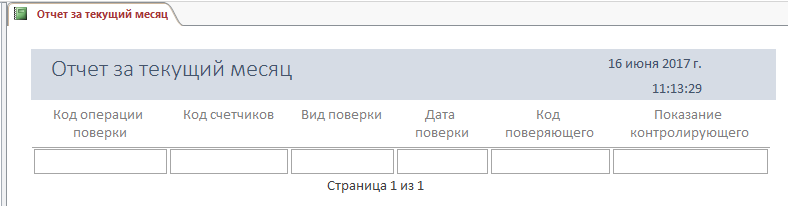 Отчет за текущий месяц
Отчет за текущий месяц
16 июня 2017 г.
11:13:29
Код операции поверки
Код счетчиков
Вид поверки
Дата поверки
Код поверяющего
Показание контролирующего
Страница 1 из 1